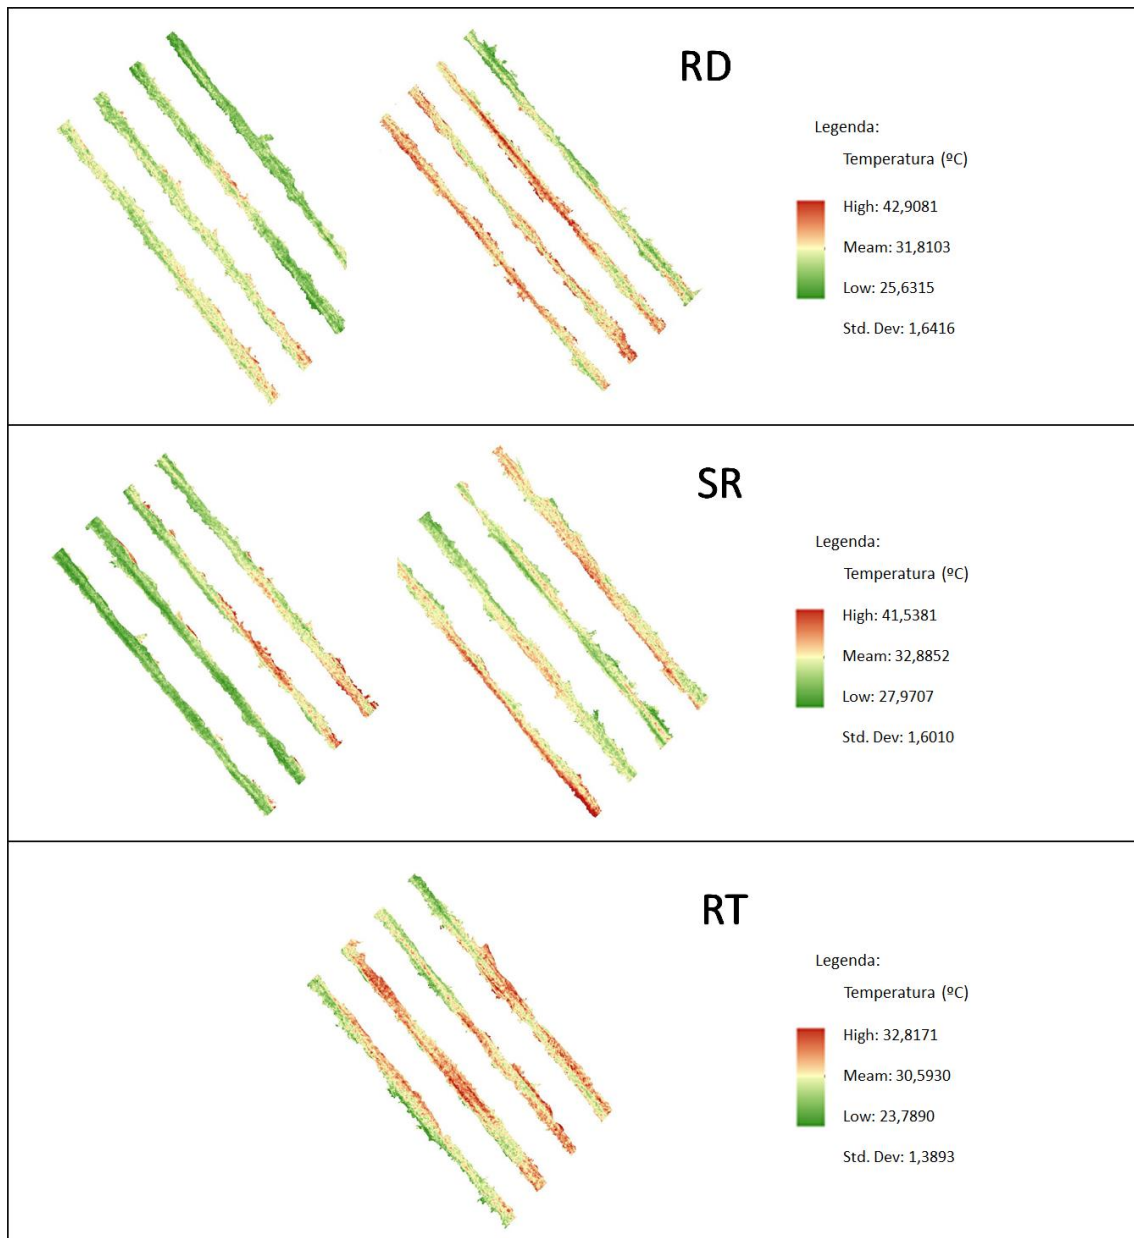 RD
Legenda:
Temperatura (ºC)
High: 42,9081
Meam: 31,8103
Low: 25,6315
Std. Dev: 1,6416
SR
Legenda:
Temperatura (ºC)
High: 41,5381
Meam: 32,8852
Low: 27,9707
Std. Dev: 1,6010
RT
Legenda:
Temperatura (ºC)
High: 32,8171
Meam: 30,5930
Low: 23,7890
Std. Dev: 1,3893